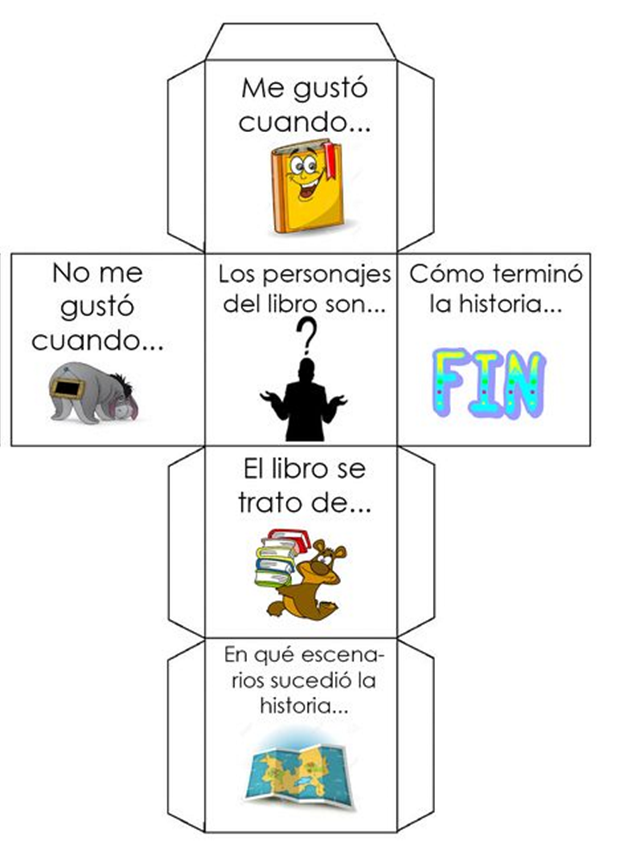 Me gustó
cuando...
No me
gustó
cuando...
Los personajes
del libro son...
?
Cómo terminó
la historia...
FIN
El libro se
trato de...
En qué escena-
rios sucedió la
historia...